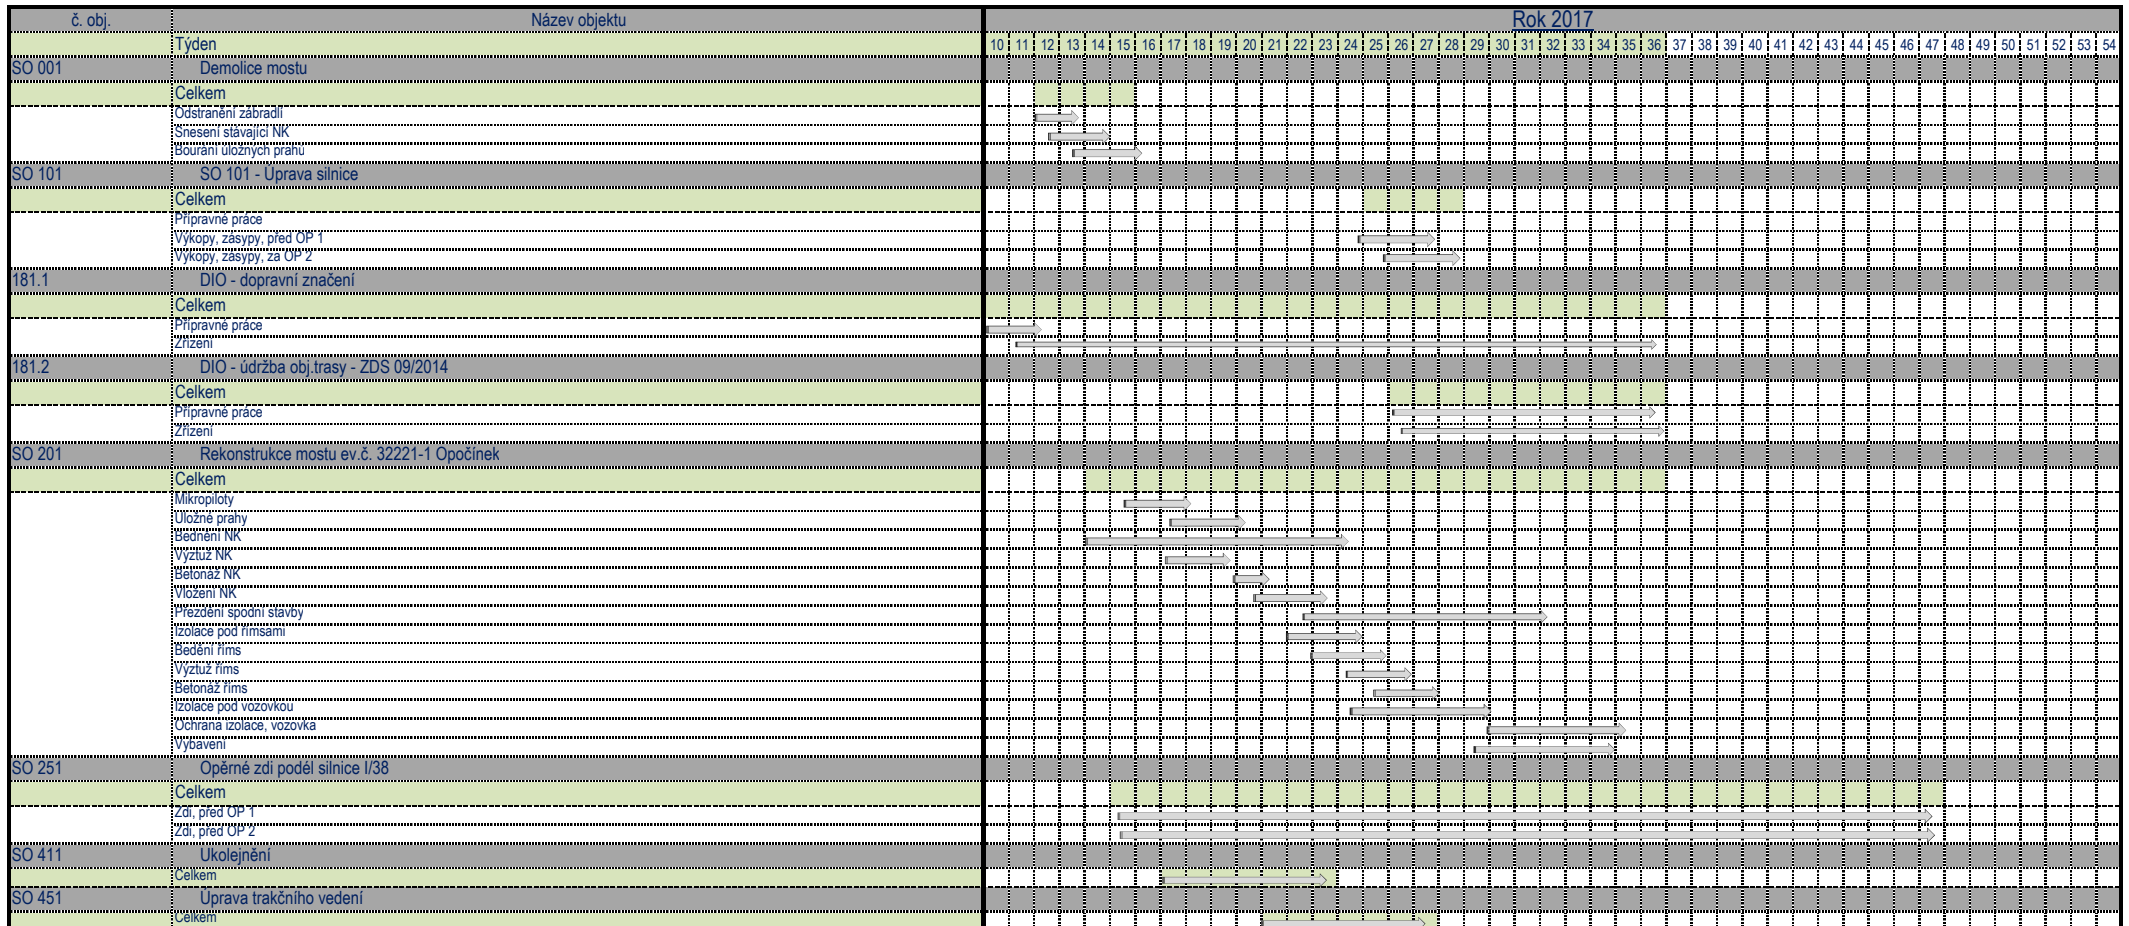 č. obj. Název objektu Rok 2017
Týden 10 11 12 13 14 15 16 17 18 19 20 21 22 23 24 25 26 27 28 29 30 31 32 33 34 35 36 37 38 39 40 41 42 43 44 45 46 47 48 49 50 51 52 53 54
SO 001 Demolice mostu
Celkem
Odstranění zábradlí
Snesení stávající NK
Bourání úložných prahů
SO 101 SO 101 - Úprava silnice
Celkem
Přípravné práce
Výkopy, zásypy, před OP 1
Výkopy, zásypy, za OP 2
181.1 DIO - dopravní značení
Celkem
Přípravné práce
Zřízení
181.2 DIO - údržba obj.trasy - ZDS 09/2014
Celkem
Přípravné práce
Zřízení
SO 201 Rekonstrukce mostu ev.č. 32221-1 Opočínek
Celkem
Mikropiloty
Úložné prahy
Bednění NK
Výztuž NK
Betonáž NK
Vložení NK
Přezdění spodní stavby
Izolace pod římsami
Bedění říms
Výztuž říms
Betonáž říms
Izolace pod vozovkou
Ochrana izolace, vozovka
Vybavení
SO 251 Opěrné zdi podél silnice I/38
Celkem
Zdi, před OP 1
Zdi, před OP 2
SO 411 Ukolejnění
Celkem
SO 451 Úprava trakčního vedení
Celkem